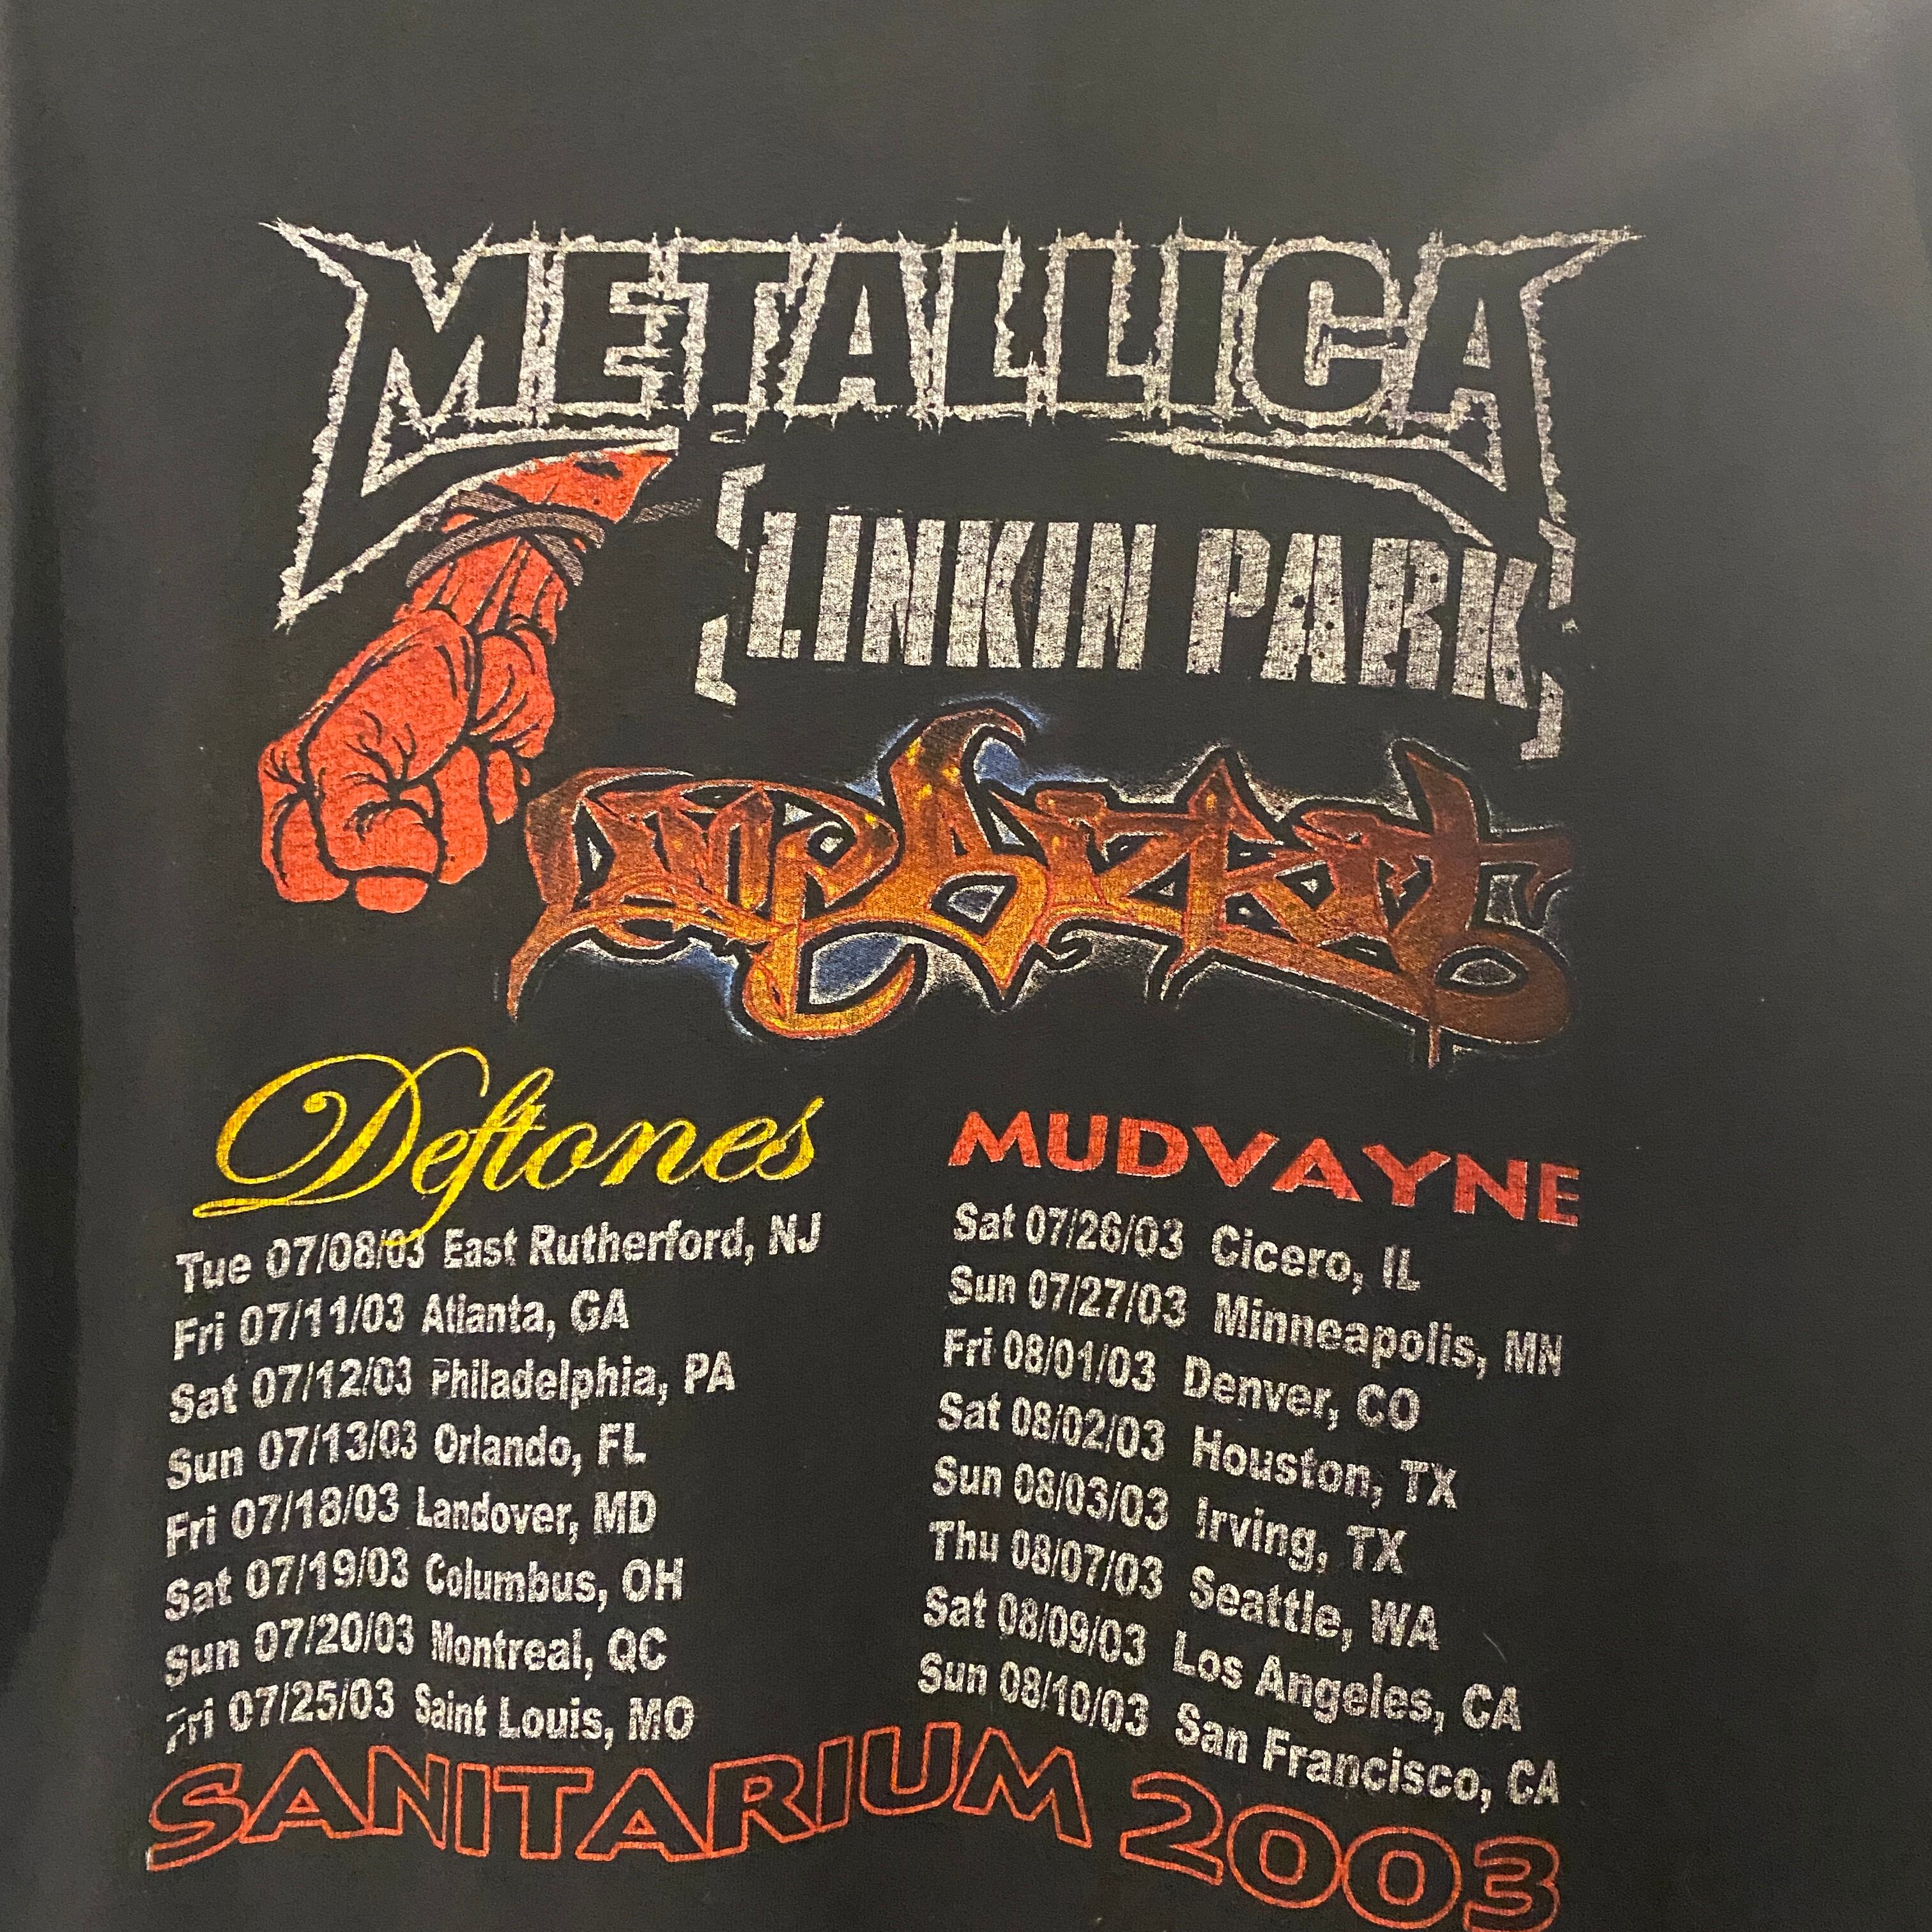 METALLICA
LINKIN PARK
limpbizkit
Deftones
Tue 07/08/03 East Rutherford, NJ
Fri 07/11/03 Atlanta, GA
Sat 07/12/03 Philadelphia, PA
Sun 07/13/03 Orlando, FL
Fri 07/18/03 Landover, MD
Sat 07/19/03 Columbus, OH
Sun 07/20/03 Montreal, QC
Fri 07/25/03 Saint Louis, MO
MUDVAYNE
Sat 07/26/03 Cicero, IL
Sun 07/27/03 Minneapolis, MN
Fri 08/01/03 Denver, CO
Sat 08/02/03 Houston, TX
Sun 08/03/03 Irving, TX
Thu 08/07/03 Seattle, WA
Sat 08/09/03 Los Angeles, CA
Sun 08/10/03 San Francisco, CA
SANITARIUM 2003